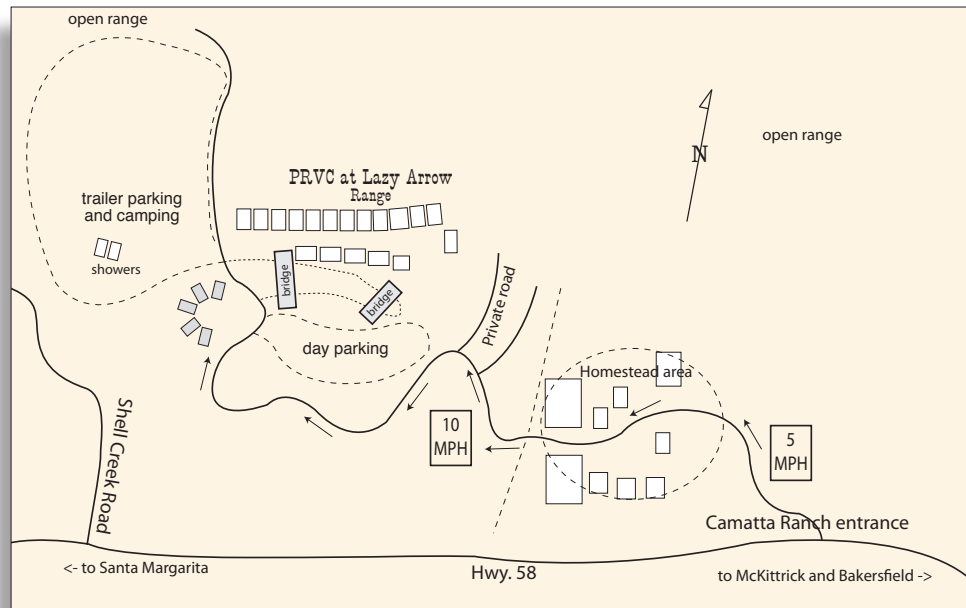 open range
open range
N
PRVC at Lazy Arrow
Range
trailer parking
and camping
showers
bridge
bridge
Private road
day parking
Homestead area
10
MPH
5
MPH
Shell Creek Road
Camatta Ranch entrance
<- to Santa Margarita
Hwy. 58
to McKittrick and Bakersfield ->